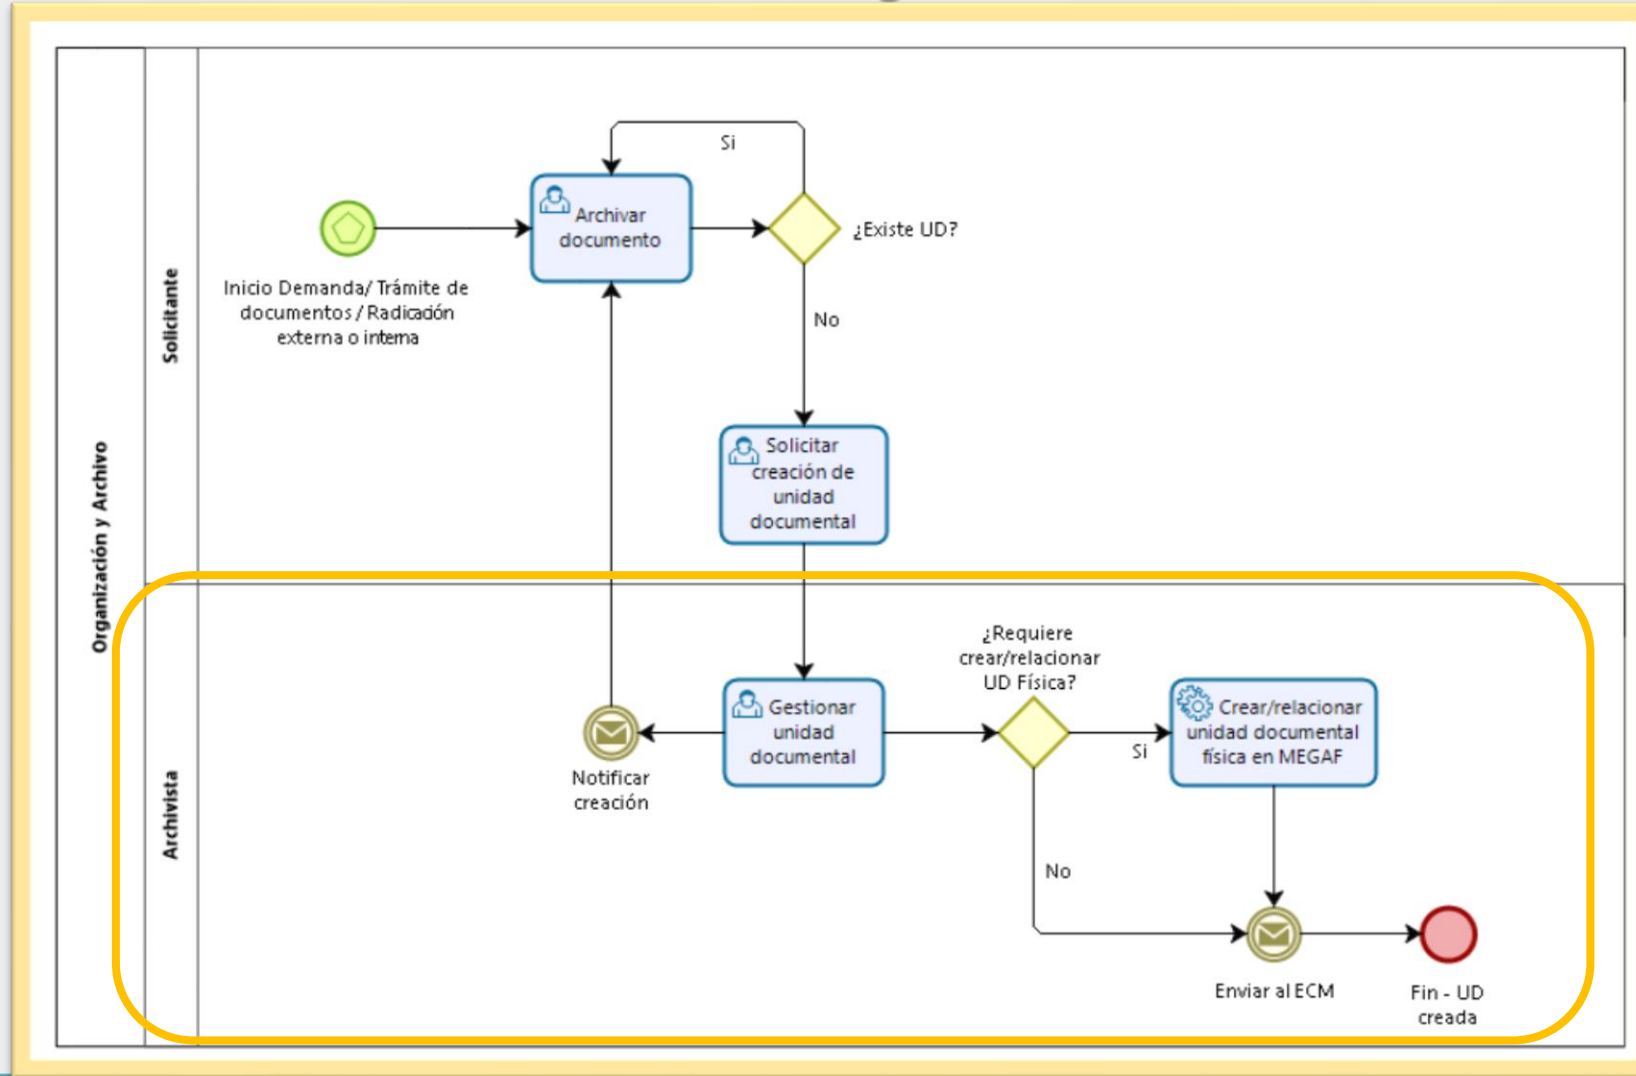 Organización y Archivo
Solicitante
Si
Archivar
documento
¿Existe UD?
Inicio Demanda/ Trámite de
documentos / Radicación
externa o interna
No
Solicitar
creación de
unidad
documental
Archivista
¿Requiere
crear/relacionar
UD Física?
Gestionar
unidad
documental
Notificar
creación
Si
Crear/relacionar
unidad documental
física en MEGAF
No
Enviar al ECM
Fin - UD
creada